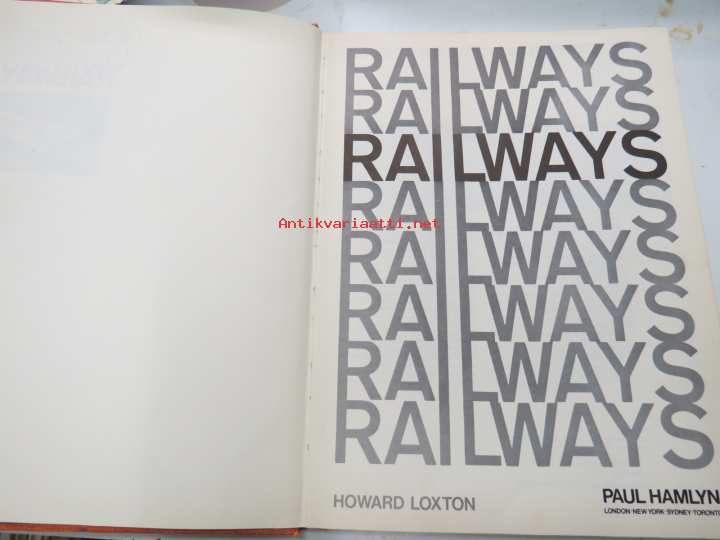 RAILWAYS
RAILWAYS
RAILWAYS
RAILWAYS
Antikvariaatti.net
RAILWAYS
RAILWAYS
RAILWAYS
RAILWAYS
HOWARD LOXTON
PAUL HAMLYN
LONDON·NEW YORK·SYDNEY·TORONTO